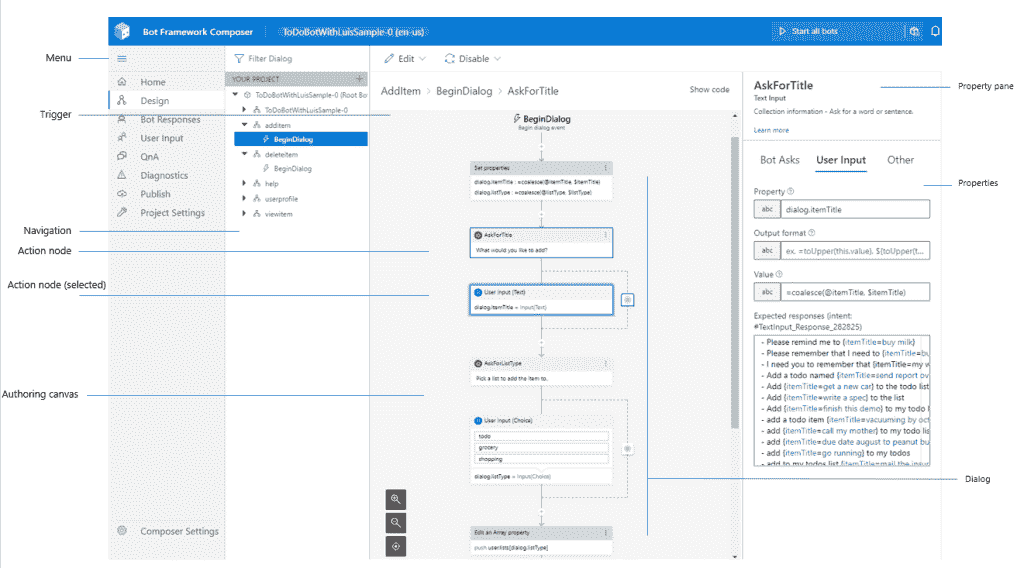 Bot Framework Composer
ToDoBotWithLuisSample-0 (en-us)
Start all bots
Menu
Trigger
Navigation
Action node
Action node (selected)
Authoring canvas
Home
Design
Bot Responses
User Input
QnA
Diagnostics
Publish
Project Settings
Composer Settings
Filter Dialog
YOUR PROJECT
ToDoBotWithLuisSample-0 (Root Bo
ToDoBotWithLuisSample-0
additem
BeginDialog
deleteitem
BeginDialog
help
userprofile
viewitem
Edit
Disable
AddItem > BeginDialog > AskForTitle
Show code
BeginDialog
Begin dialog event
Set properties
dialog.itemTitle : =coalesce(@itemTitle, $itemTitle)
dialog.listType : =coalesce(@listType, $listType)
AskForTitle
What would you like to add?
User Input (Text)
dialog.itemTitle = Input(Text)
AskForListType
Pick a list to add the item to.
User Input (Choice)
todo
grocery
shopping
dialog.listType = Input(Choice)
Edit an Array property
push user.lists[dialog.listType]
AskForTitle
Text Input
Collection information - Ask for a word or sentence.
Learn more
Bot Asks
User Input
Other
Property
abc dialog.itemTitle
Output format
abc ex. =toUpper(this.value). ${toUpper(t...
Value
abc =coalesce(@itemTitle, $itemTitle)
Expected responses (intent:
#TextInput_Response_282825)
- Please remind me to {itemTitle=buy milk}
- Please remember that I need to {itemTitle=bu
- I need you to remember that {itemTitle=my w
- Add a todo named {itemTitle=send report ov
- Add {itemTitle=get a new car} to the todo list
- Add {itemTitle=write a spec} to the list
- Add {itemTitle=finish this demo} to my todo l
- add a todo item {itemTitle=vacuuming by oct
- add {itemTitle=call my mother} to my todo lis
- add {itemTitle=due date august to peanut bu
- add {itemTitle=go running} to my todos
- add to my todos list {itemTitle=mail the insur
Property pane
Properties
Dialog